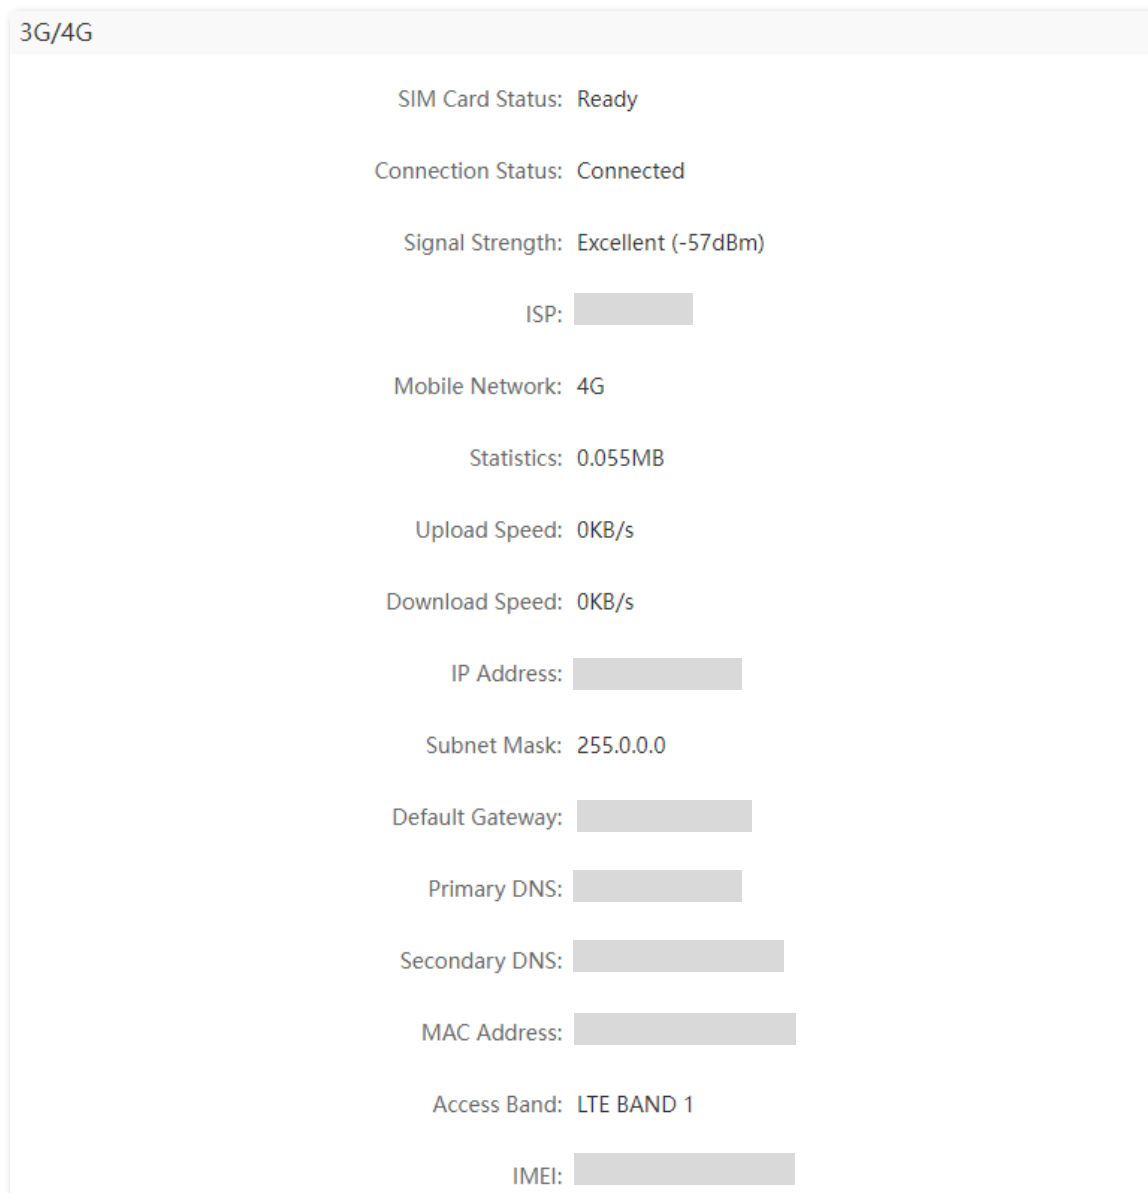 3G/4G
SIM Card Status: Ready
Connection Status: Connected
Signal Strength: Excellent (-57dBm)
ISP:
Mobile Network: 4G
Statistics: 0.055MB
Upload Speed: 0KB/s
Download Speed: 0KB/s
IP Address:
Subnet Mask: 255.0.0.0
Default Gateway:
Primary DNS:
Secondary DNS:
MAC Address:
Access Band: LTE BAND 1
IMEI: